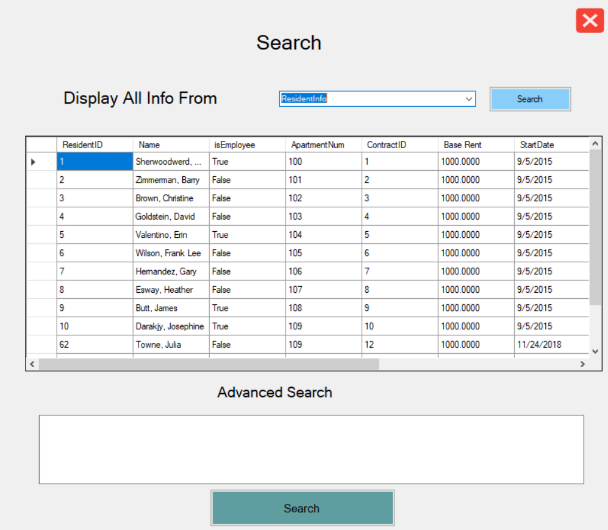 Search
Display All Info From ResidentInfo Search
ResidentID Name isEmployee ApartmentNum ContractID Base Rent StartDate
1 Sherwoodwerd, ... True 100 1 1000.0000 9/5/2015
2 Zimmerman, Barry False 101 2 1000.0000 9/5/2015
3 Brown, Christine False 102 3 1000.0000 9/5/2015
4 Goldstein, David False 103 4 1000.0000 9/5/2015
5 Valentino, Erin True 104 5 1000.0000 9/5/2015
6 Wilson, Frank Lee False 105 6 1000.0000 9/5/2015
7 Hernandez, Gary False 106 7 1000.0000 9/5/2015
8 Esway, Heather False 107 8 1000.0000 9/5/2015
9 Butt, James True 108 9 1000.0000 9/5/2015
10 Darakjy, Josephine True 109 10 1000.0000 9/5/2015
62 Towne, Julia False 109 12 1000.0000 11/24/2018
Advanced Search
Search